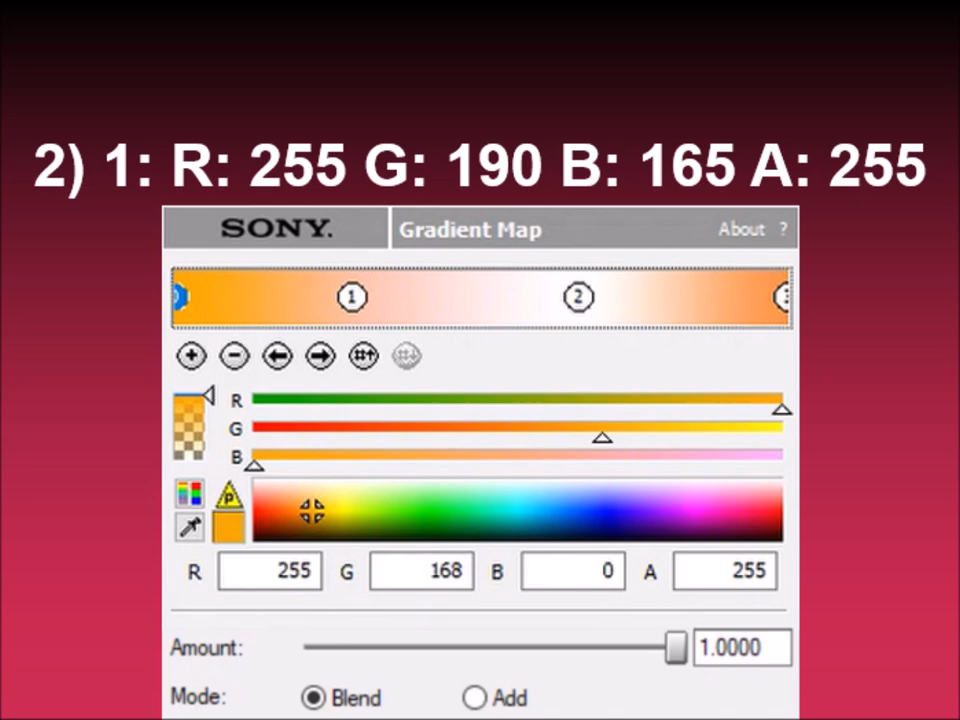 2) 1: R: 255 G: 190 B: 165 A: 255
SONY. Gradient Map About ?
1 2
R
G
B
P
R 255 G 168 B 0 A 255
Amount: 1.0000
Mode: Blend Add